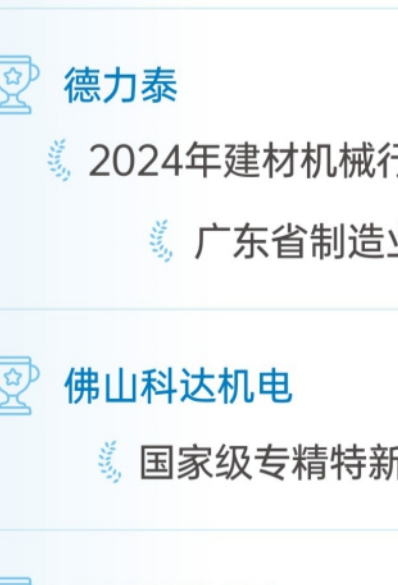 德力泰
2024年建材机械行
广东省制造业
佛山科达机电
国家级专精特新